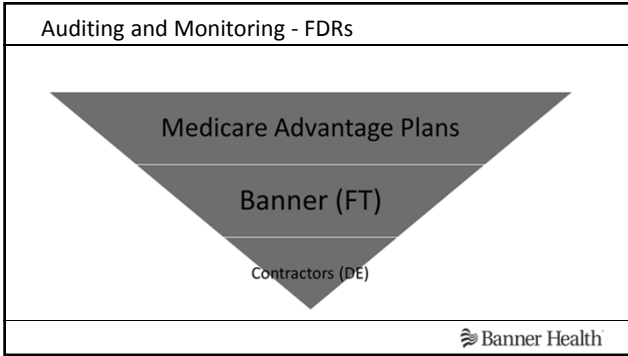 Auditing and Monitoring - FDRs
Medicare Advantage Plans
Banner (FT)
Contractors (DE)
Banner Health